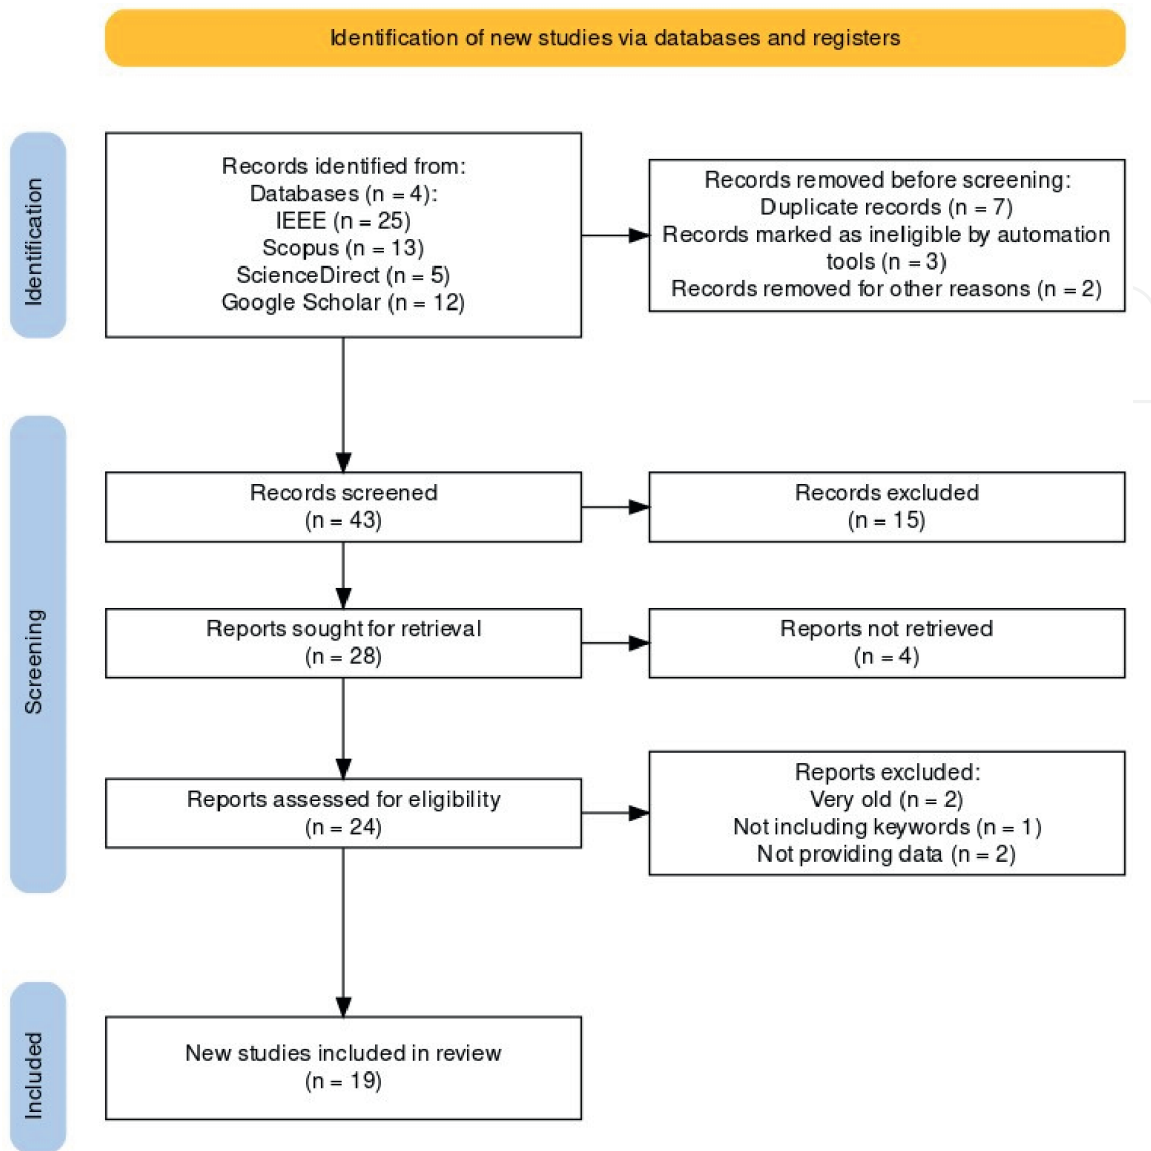 Identification of new studies via databases and registers
Identification
Records identified from:
Databases (n = 4):
IEEE (n = 25)
Scopus (n = 13)
ScienceDirect (n = 5)
Google Scholar (n = 12)
Records removed before screening:
Duplicate records (n = 7)
Records marked as ineligible by automation
tools (n = 3)
Records removed for other reasons (n = 2)
Screening
Records screened
(n = 43)
Records excluded
(n = 15)
Reports sought for retrieval
(n = 28)
Reports not retrieved
(n = 4)
Reports assessed for eligibility
(n = 24)
Reports excluded:
Very old (n = 2)
Not including keywords (n = 1)
Not providing data (n = 2)
Included
New studies included in review
(n = 19)